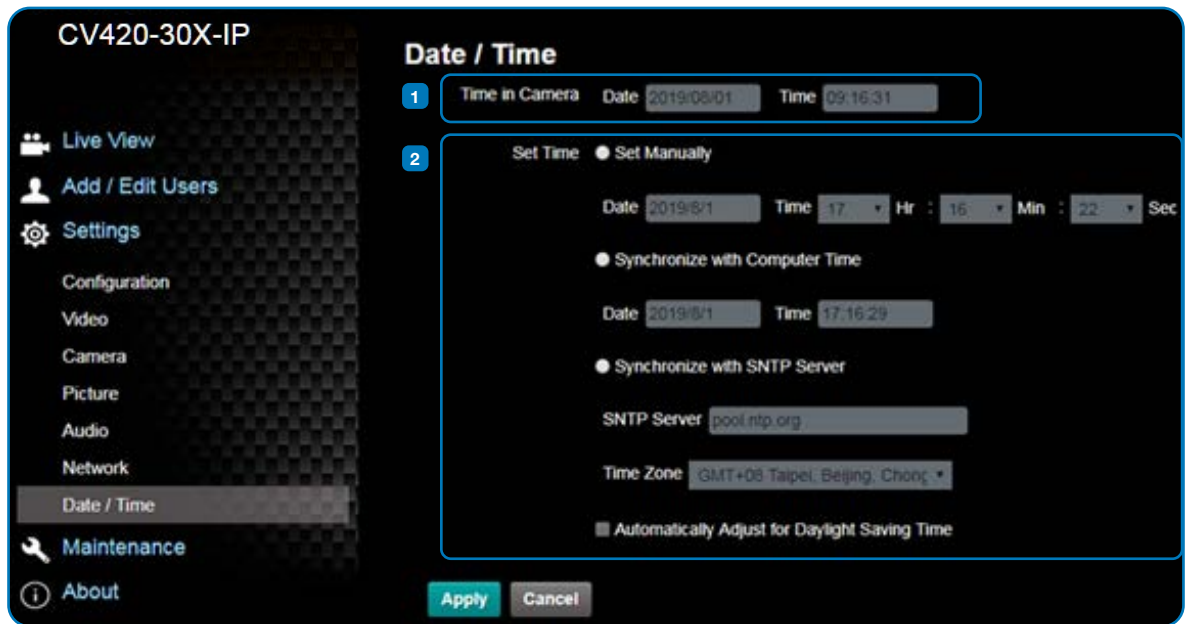 CV420-30X-IP
Live View
Add / Edit Users
Settings
Configuration
Video
Camera
Picture
Audio
Network
Date / Time
Maintenance
About
Date / Time
1 Time in Camera Date 2019/08/01 Time 09:16:31
2 Set Time Set Manually
Date 2019/8/1 Time 17 Hr : 16 Min : 22 Sec
Synchronize with Computer Time
Date 2019/8/1 Time 17:16:29
Synchronize with SNTP Server
SNTP Server pool.ntp.org
Time Zone GMT+08 Taipei, Beijing, Chong
Automatically Adjust for Daylight Saving Time
Apply Cancel